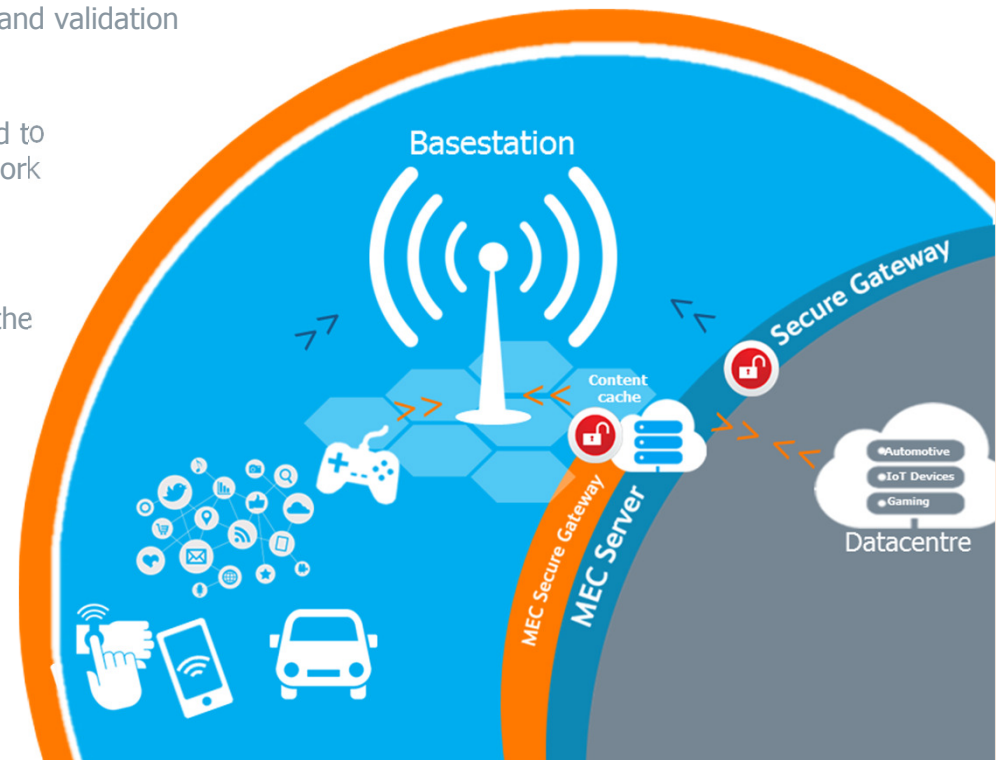 and validation
d to
ork
the
Basestation
Secure Gateway
Content
cache
MEC Secure Gateway
MEC Server
Automotive
IoT Devices
Gaming
Datacentre